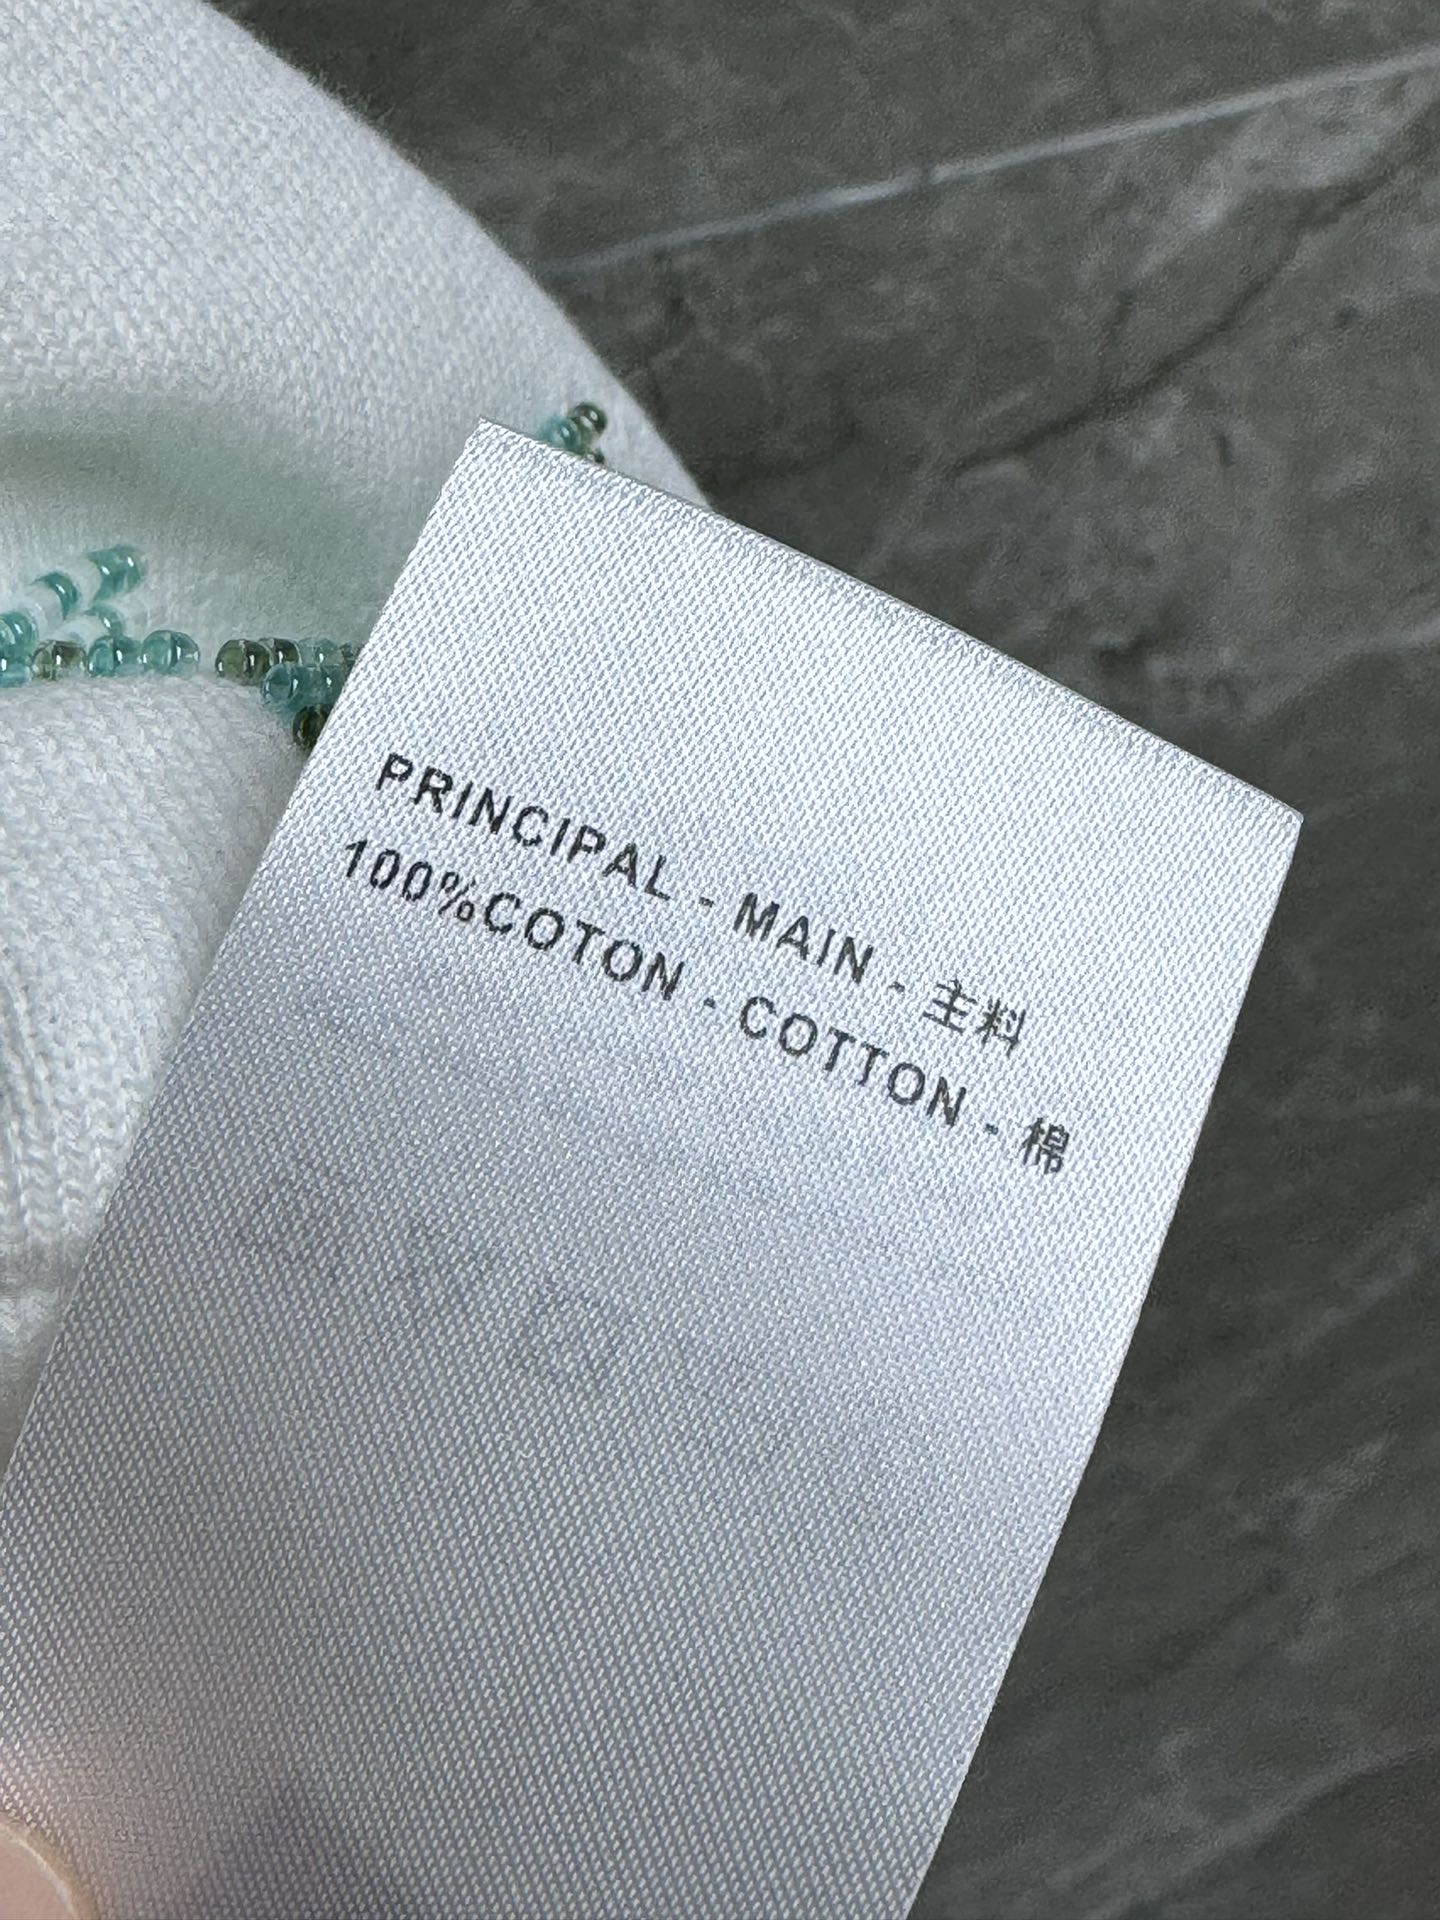 PRINCIPAL - MAIN - 主料
100%COTON - COTTON - 棉